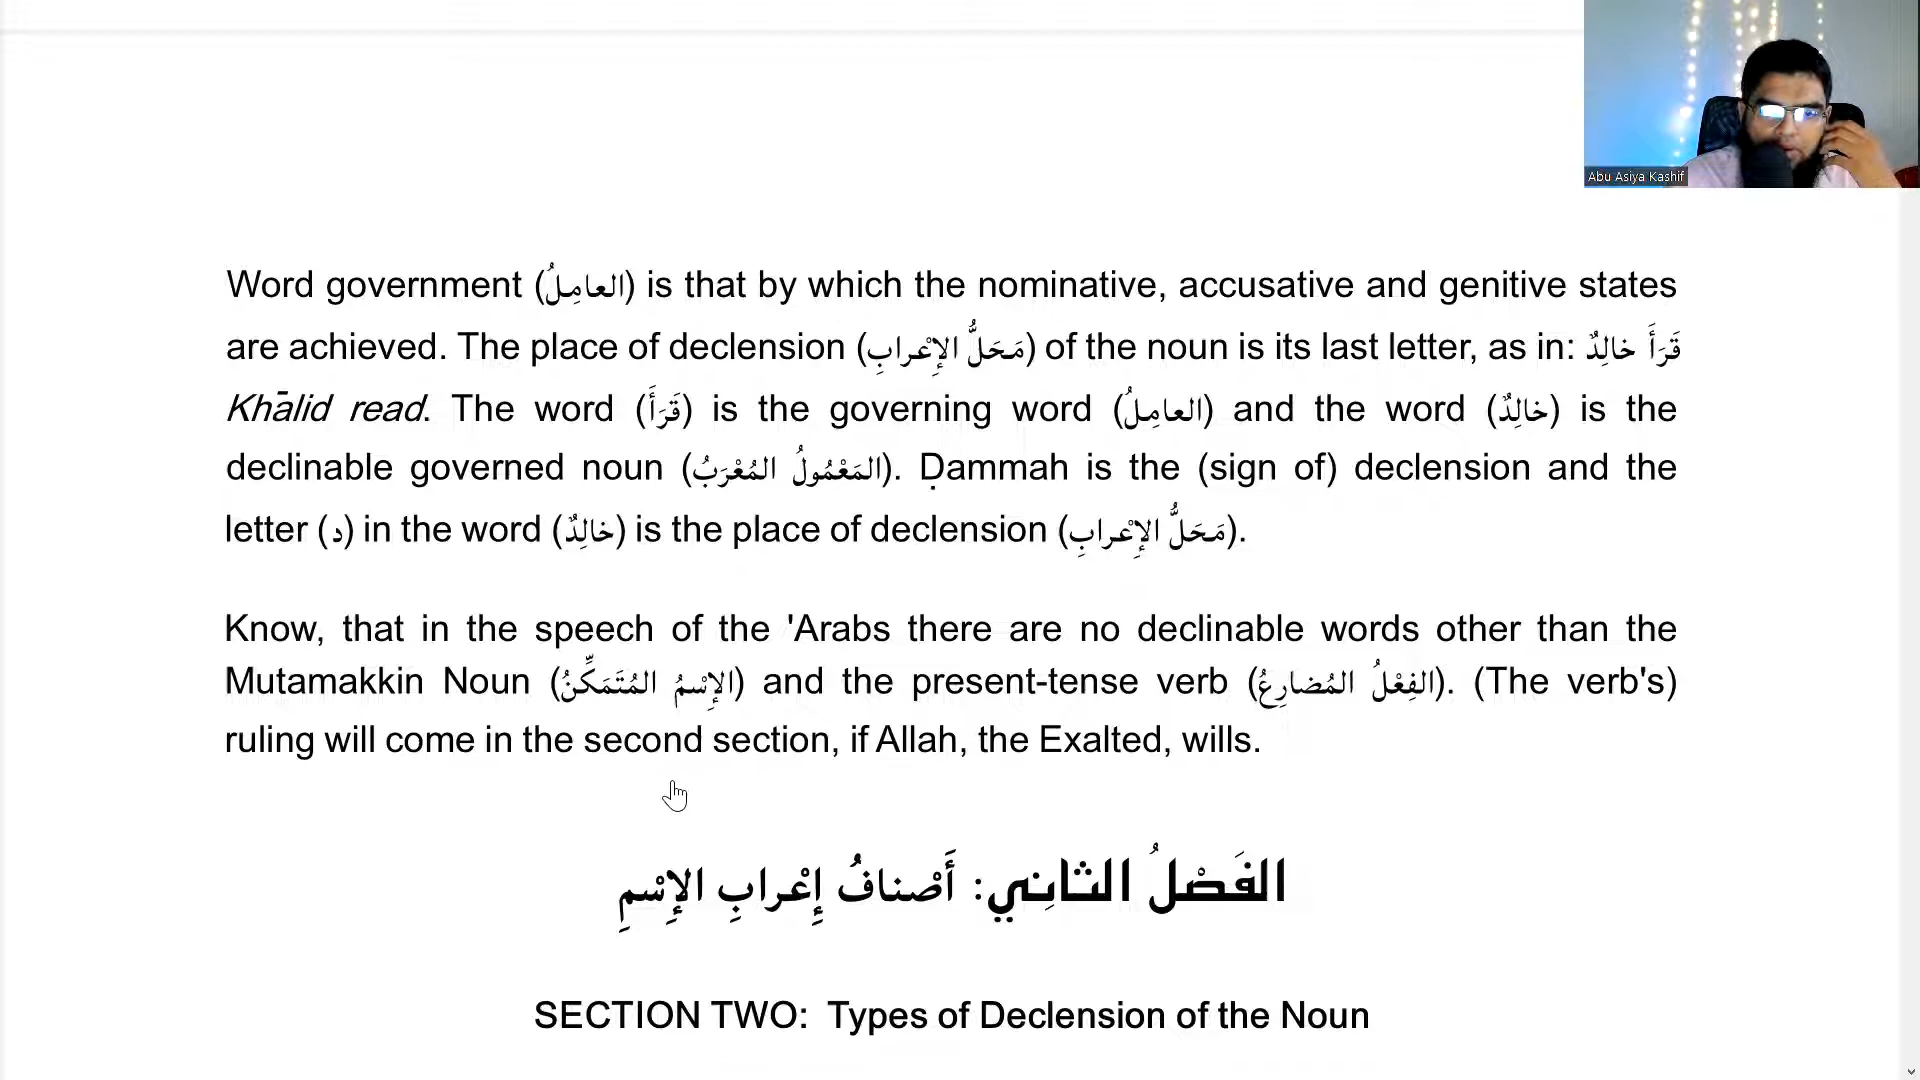 Abu Asiya Kashif
Word government (العامِلُ) is that by which the nominative, accusative and genitive states
are achieved. The place of declension (مَحَلُّ الإِعْرابِ) of the noun is its last letter, as in: قَرَأَ خالِدٌ
Khālid read. The word (قَرَأَ) is the governing word (العامِلُ) and the word (خالِدٌ) is the
declinable governed noun (المَعْمُولُ المُعْرَبُ). Ḍammah is the (sign of) declension and the
letter (د) in the word (خالِدٌ) is the place of declension (مَحَلُّ الإِعْرابِ).
Know, that in the speech of the 'Arabs there are no declinable words other than the
Mutamakkin Noun (الإِسْمُ المُتَمَكِّنُ) and the present-tense verb (الفِعْلُ المُضارِعُ). (The verb's)
ruling will come in the second section, if Allah, the Exalted, wills.
الفَصْلُ الثانِي: أَصْنافُ إِعْرابِ الإِسْمِ
SECTION TWO: Types of Declension of the Noun